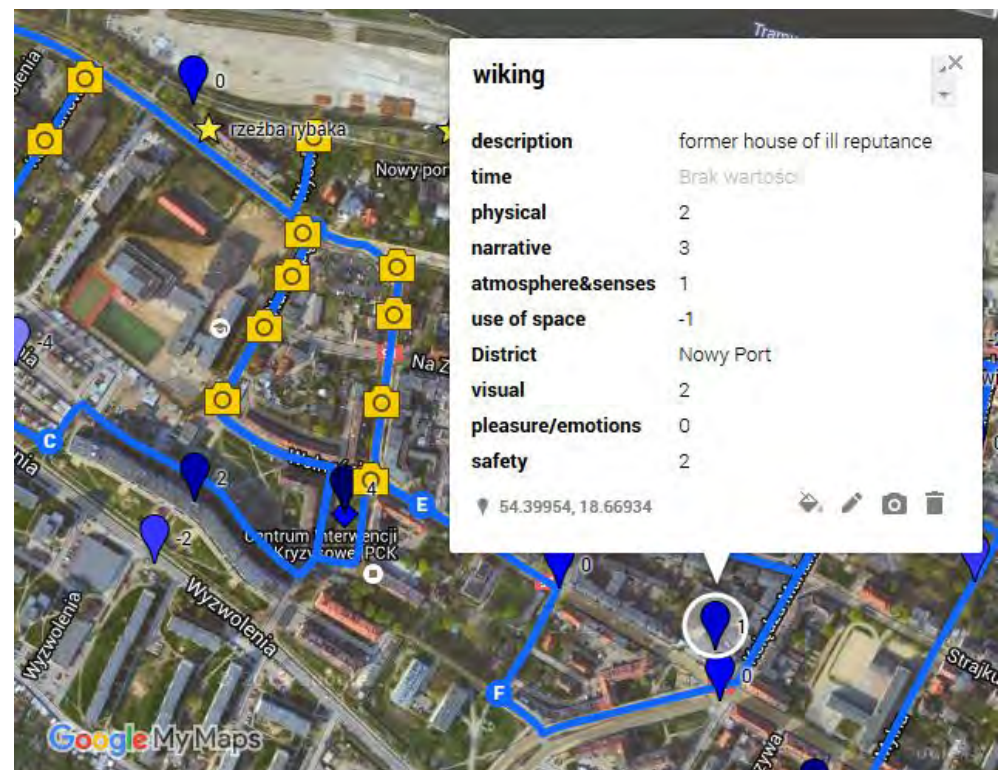 wiking
description former house of ill reputance
time Brak wartości
physical 2
narrative 3
atmosphere&senses 1
use of space -1
District Nowy Port
visual 2
pleasure/emotions 0
safety 2
54.39954, 18.66934
0
rzeźba rybaka
Nowy por
Na Z
-4
C
2
4
E
-2
Centrum Interwencji
Kryzysowej PCK
Wyzwolenia
Wyzwolenia
0
1
0
F
Strajku
Google My Maps